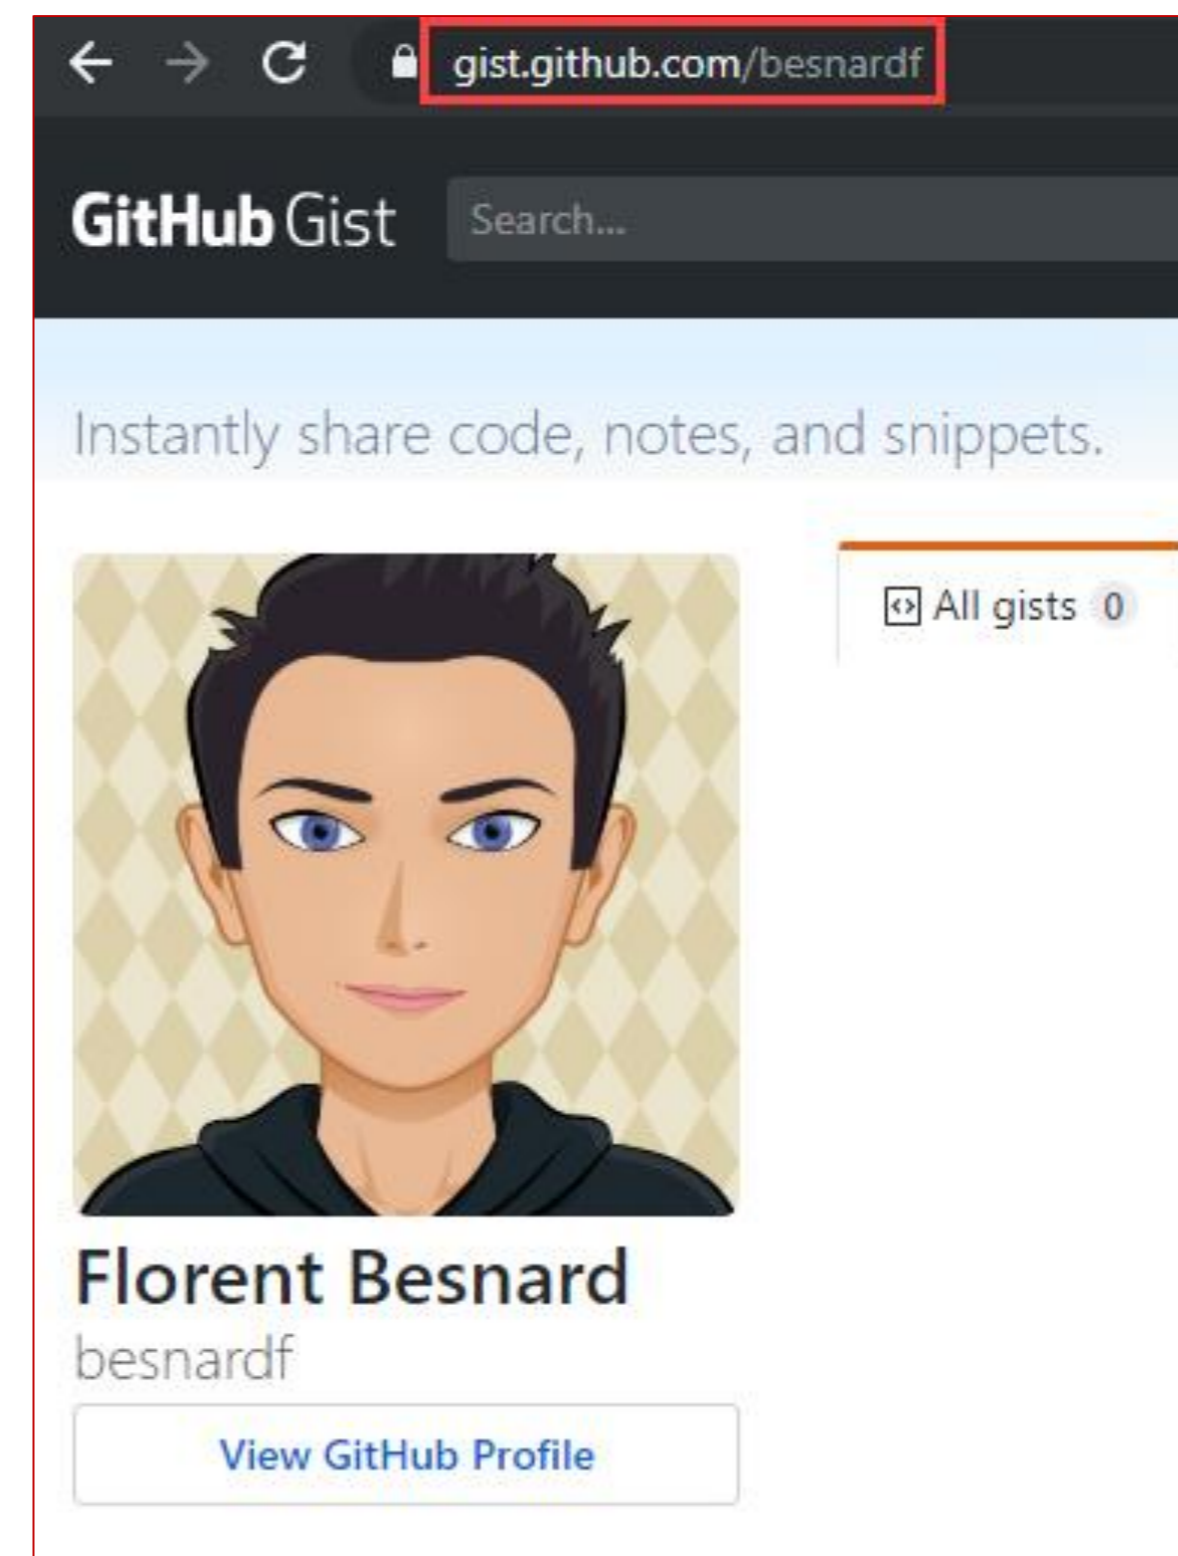 gist.github.com/besnardf
GitHub Gist Search...
Instantly share code, notes, and snippets.
All gists 0
Florent Besnard
besnardf
View GitHub Profile